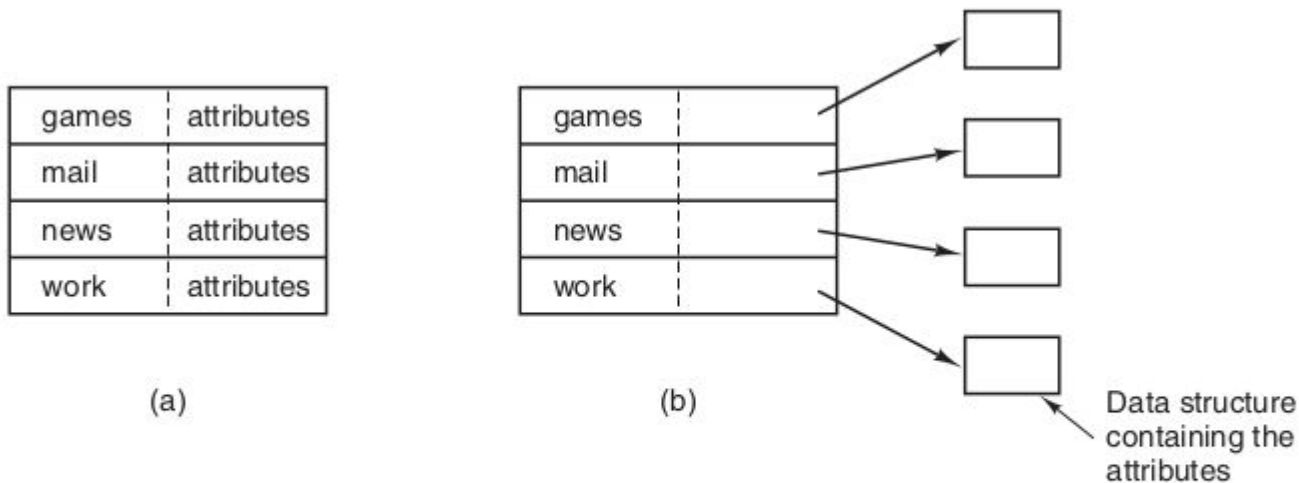 games attributes
mail attributes
news attributes
work attributes
(a)
games
mail
news
work
(b)
Data structure
containing the
attributes